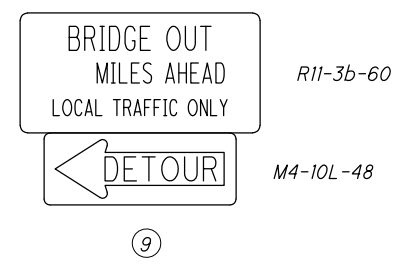 BRIDGE OUT
MILES AHEAD
LOCAL TRAFFIC ONLY
R11-3b-60
DETOUR
M4-10L-48
9